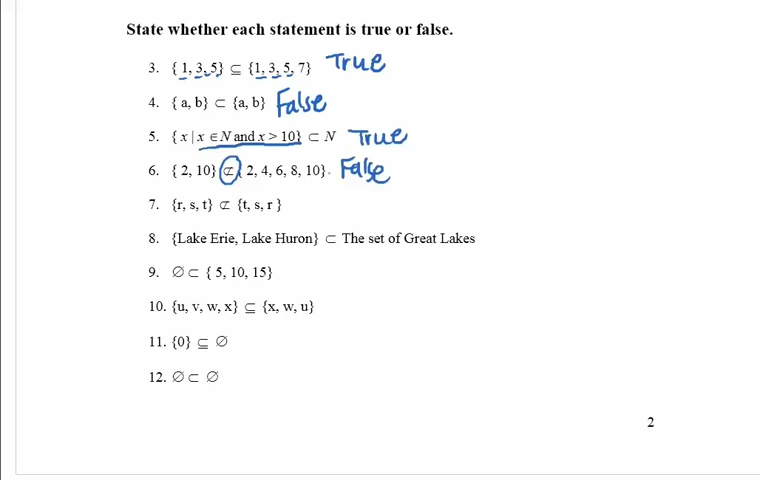 State whether each statement is true or false.
3. { 1, 3, 5} ⊆ {1, 3, 5, 7} True
4. { a, b} ⊂ {a, b} False
5. { x | x ∈ N and x > 10} ⊂ N True
6. { 2, 10} ⊄ { 2, 4, 6, 8, 10}. False
7. {r, s, t} ⊄ {t, s, r }
8. {Lake Erie, Lake Huron} ⊂ The set of Great Lakes
9. ∅ ⊂ { 5, 10, 15}
10. {u, v, w, x} ⊆ {x, w, u}
11. {0} ⊆ ∅
12. ∅ ⊂ ∅
2